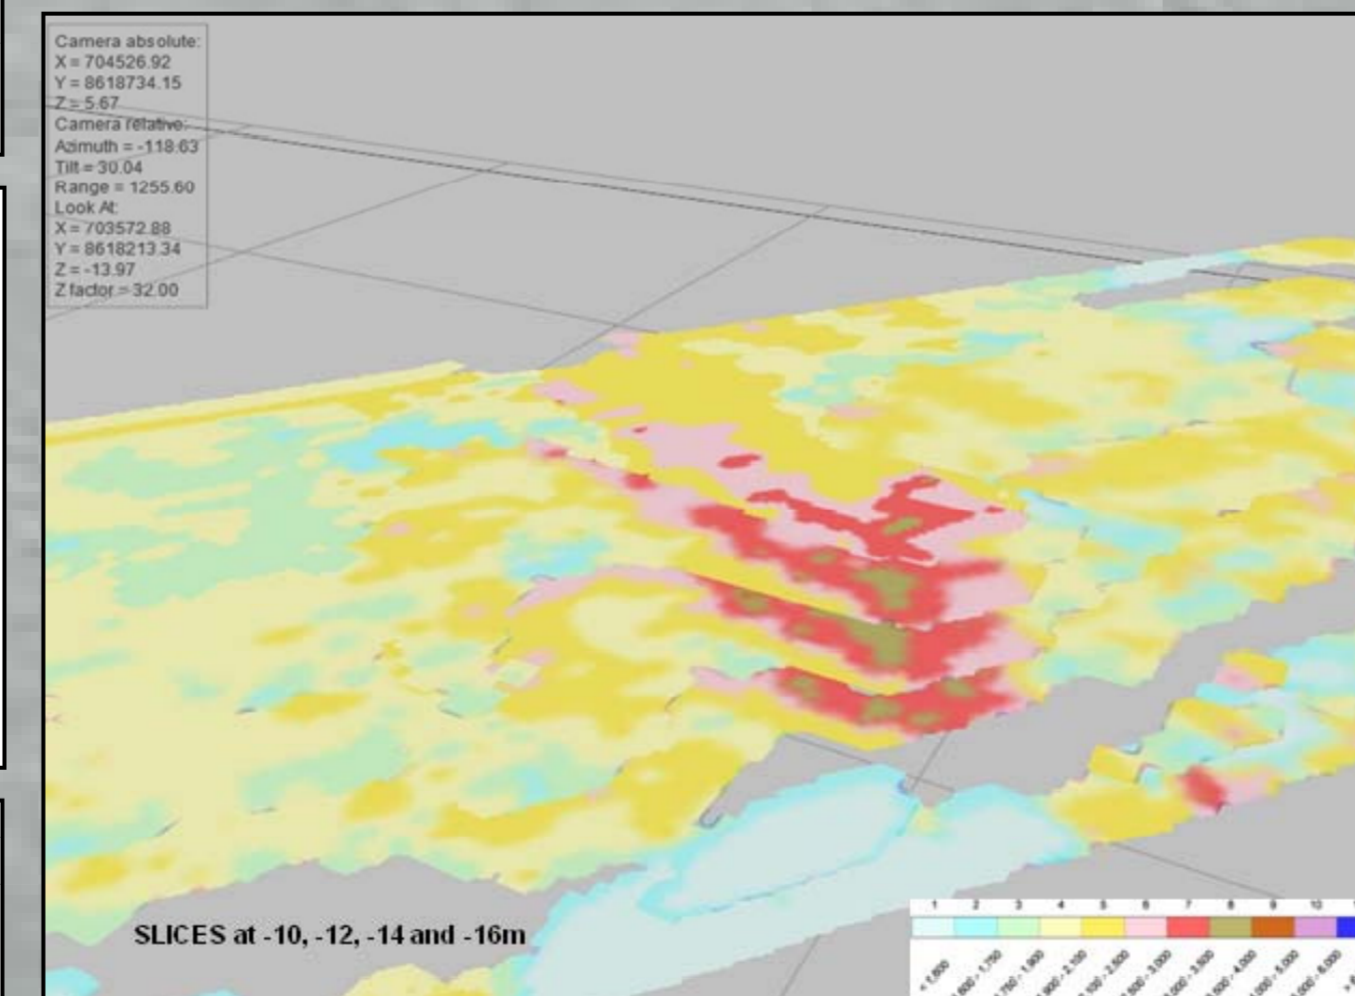 Camera absolute:
X = 704526.92
Y = 8618734.15
Z = 5.67
Camera relative:
Azimuth = -118.63
Tilt = 30.04
Range = 1255.60
Look At:
X = 703572.88
Y = 8618213.34
Z = -13.97
Z factor = 32.00
SLICES at -10, -12, -14 and -16m
1 2 3 4 5 6 7 8 9 10
< 1,600